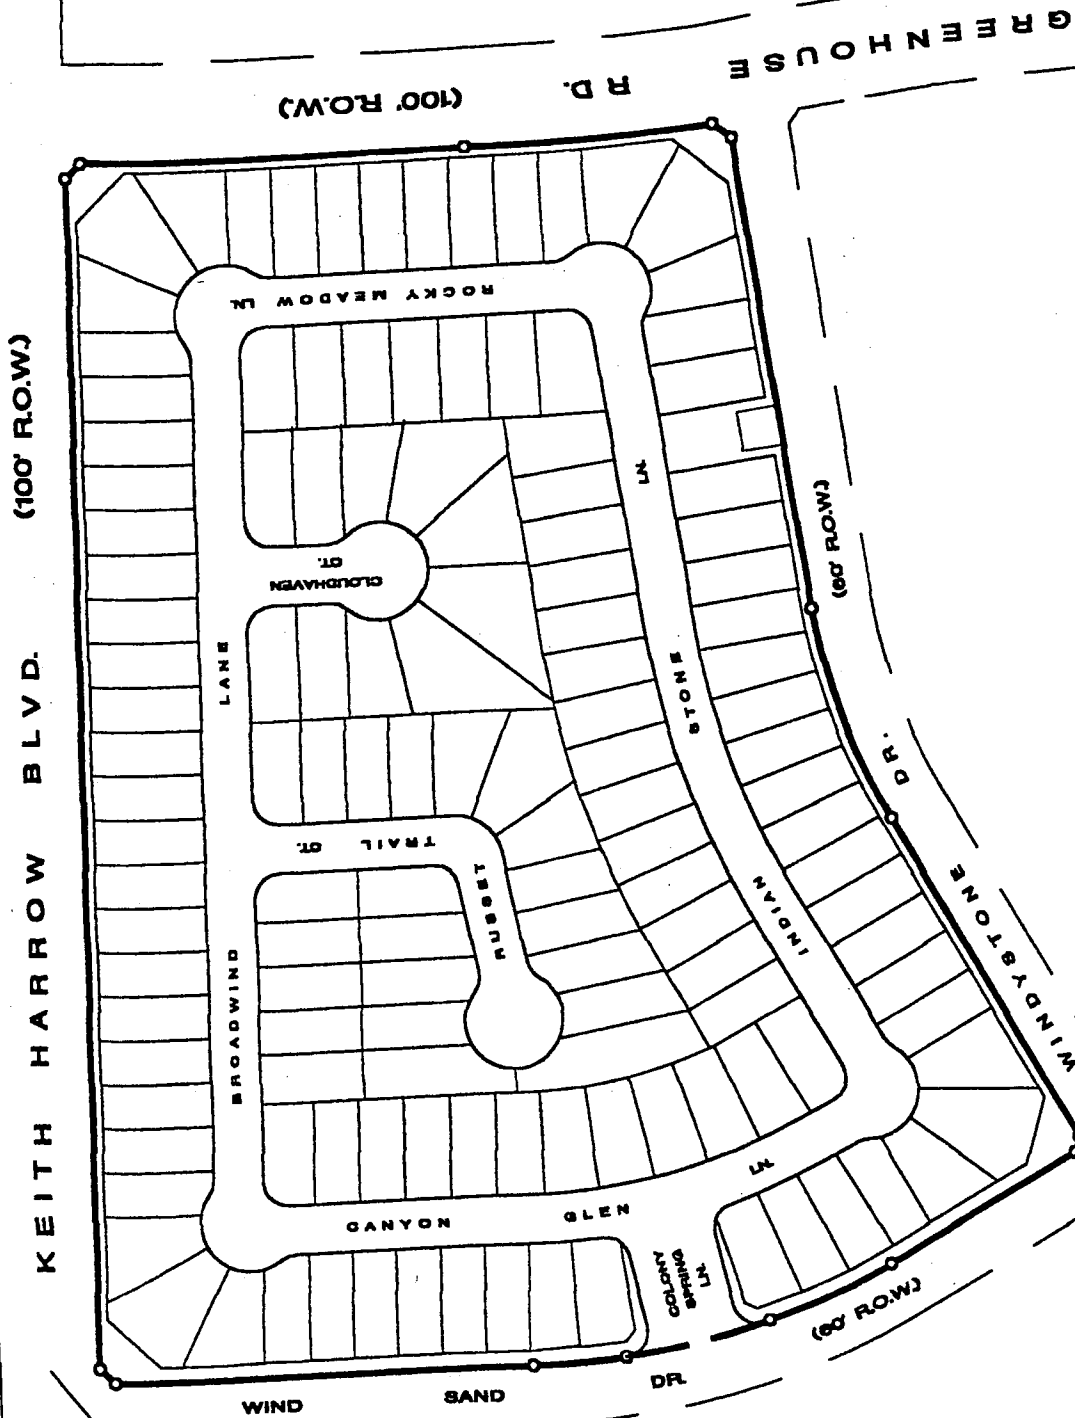 GREENHOUSE RD.
(100' R.O.W.)
ROCKY MEADOW LN.
(100' R.O.W.)
KEITH HARROW BLVD.
LN.
STONE
INDIAN
(60' R.O.W.)
CLOUDHAVEN
CT.
LANE
BROADWIND
DR.
WINDYSTONE
TRAIL CT.
RUSSET
CANYON GLEN LN.
COLONY
SPRING
LN.
(60' R.O.W.)
WIND SAND DR.